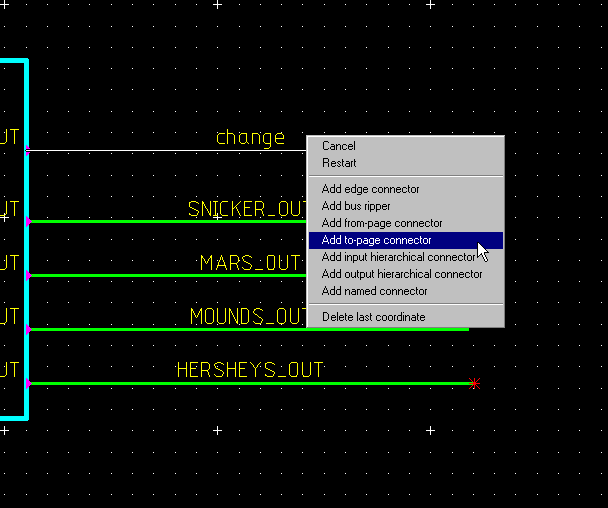 UT
change
UT
SNICKER_OUT
UT
MARS_OUT
UT
MOUNDS_OUT
UT
HERSHEYS_OUT
Cancel
Restart
Add edge connector
Add bus ripper
Add from-page connector
Add to-page connector
Add input hierarchical connector
Add output hierarchical connector
Add named connector
Delete last coordinate